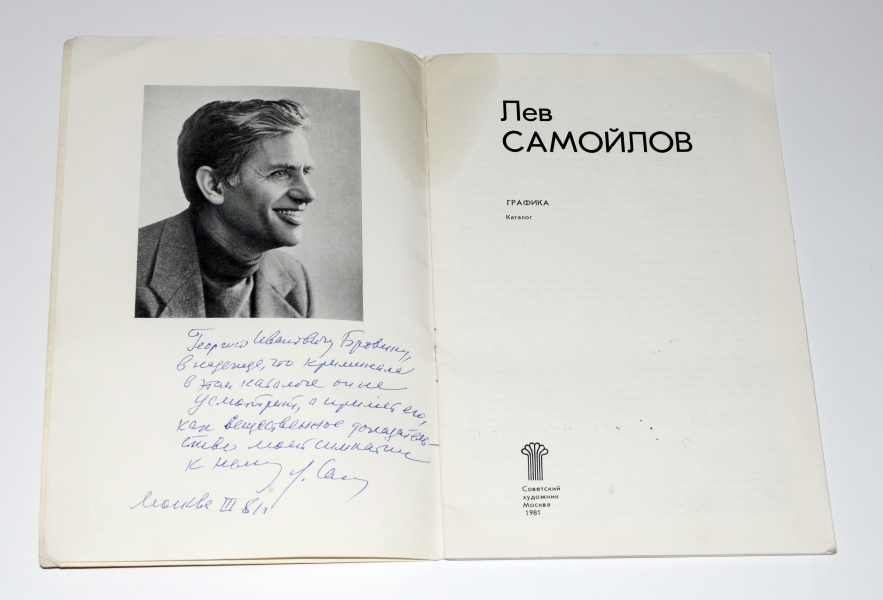 Георгию Ивановичу Бровину,
в надежде, что криминала
в этом каталоге он не
усмотрит, а примет его,
как вещественное доказатель-
ство моей симпатии
к нему
Москва III 81 г
Лев
САМОЙЛОВ
ГРАФИКА
Каталог
Советский
художник
Москва
1981